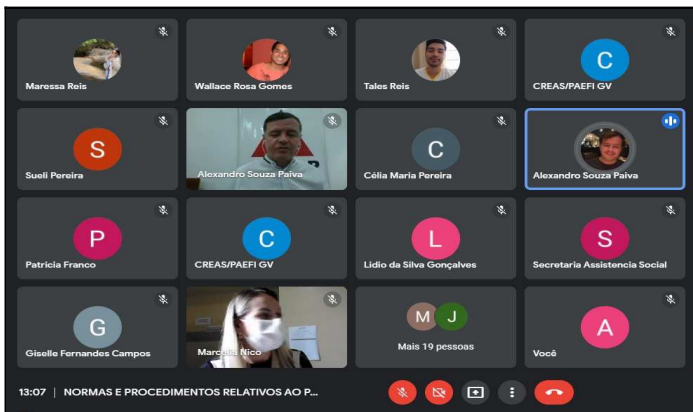 Maressa Reis
Wallace Rosa Gomes
Tales Reis
C
CREAS/PAEFI GV
S
Sueli Pereira
Alexandro Souza Paiva
C
Célia Maria Pereira
Alexandro Souza Paiva
P
Patricia Franco
C
CREAS/PAEFI GV
L
Lidio da Silva Gonçalves
S
Secretaria Assistencia Social
G
Giselle Fernandes Campos
Marcella Nico
M J
Mais 19 pessoas
A
Você
13:07 | NORMAS E PROCEDIMENTOS RELATIVOS AO P...